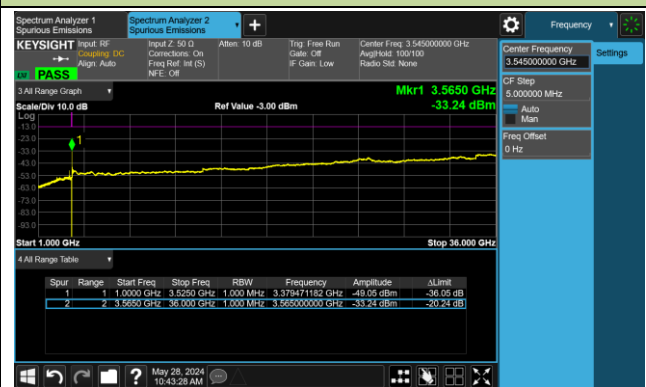 Spectrum Analyzer 1
Spurious Emissions
Spectrum Analyzer 2
Spurious Emissions
Frequency
KEYSIGHT
Input: RF
Coupling: DC
Align: Auto
Input Z: 50 Ω
Corrections: On
Freq Ref: Int (S)
NFE: Off
Atten: 10 dB
Trig: Free Run
Gate: Off
IF Gain: Low
Center Freq: 3.545000000 GHz
Avg|Hold: 100/100
Radio Std: None
PASS
Center Frequency
3.545000000 GHz
Settings
CF Step
5.000000 MHz
Auto
Man
Freq Offset
0 Hz
3 All Range Graph
Mkr1 3.5650 GHz
Scale/Div 10.0 dB
Ref Value -3.00 dBm
-33.24 dBm
Log
-13.0
-23.0
-33.0
-43.0
-53.0
-63.0
-73.0
-83.0
-93.0
1
Start 1.000 GHz
Stop 36.000 GHz
4 All Range Table
Spur Range Start Freq Stop Freq RBW Frequency Amplitude ΔLimit
1 1 1.0000 GHz 3.5250 GHz 1.000 MHz 3.379471182 GHz -49.05 dBm -36.05 dB
2 2 3.5650 GHz 36.000 GHz 1.000 MHz 3.565000000 GHz -33.24 dBm -20.24 dB
May 28, 2024
10:43:28 AM